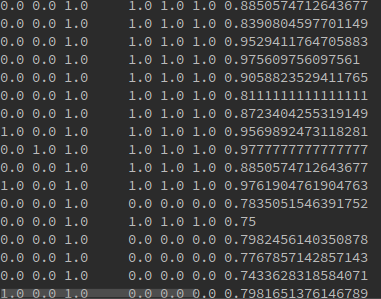 0.0 0.0 1.0     1.0 1.0 1.0 0.8850574712643677
0.0 0.0 1.0     1.0 1.0 1.0 0.8390804597701149
0.0 0.0 1.0     1.0 1.0 1.0 0.9529411764705883
0.0 0.0 1.0     1.0 1.0 1.0 0.975609756097561
0.0 0.0 1.0     1.0 1.0 1.0 0.9058823529411765
0.0 0.0 1.0     1.0 1.0 1.0 0.8111111111111111
0.0 0.0 1.0     1.0 1.0 1.0 0.8723404255319149
1.0 0.0 1.0     1.0 1.0 1.0 0.9569892473118281
0.0 1.0 1.0     1.0 1.0 1.0 0.9777777777777777
0.0 0.0 1.0     1.0 1.0 1.0 0.8850574712643677
1.0 0.0 1.0     1.0 1.0 1.0 0.9761904761904763
0.0 0.0 1.0     0.0 0.0 0.0 0.7835051546391752
0.0 0.0 1.0     1.0 1.0 1.0 0.75
0.0 0.0 1.0     0.0 0.0 0.0 0.7982456140350878
0.0 0.0 1.0     0.0 0.0 0.0 0.7767857142857143
0.0 0.0 1.0     0.0 0.0 0.0 0.7433628318584071
1.0 0.0 1.0     0.0 0.0 0.0 0.7981651376146789